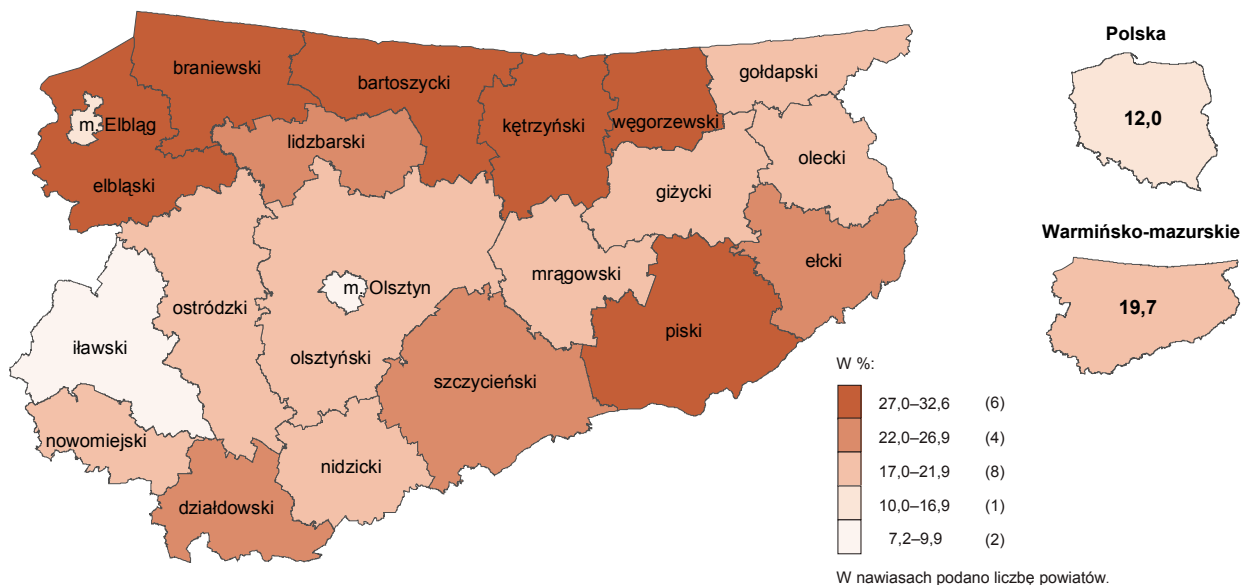 Polska
12,0
Warmińsko-mazurskie
19,7
braniewski
bartoszycki
gołdapski
m. Elbląg
kętrzyński
węgorzewski
lidzbarski
olecki
elbląski
giżycki
mrągowski
ełcki
m. Olsztyn
ostródzki
piski
iławski
olsztyński
szczycieński
nowomiejski
nidzicki
działdowski
W %:
27,0–32,6 (6)
22,0–26,9 (4)
17,0–21,9 (8)
10,0–16,9 (1)
7,2–9,9 (2)
W nawiasach podano liczbę powiatów.